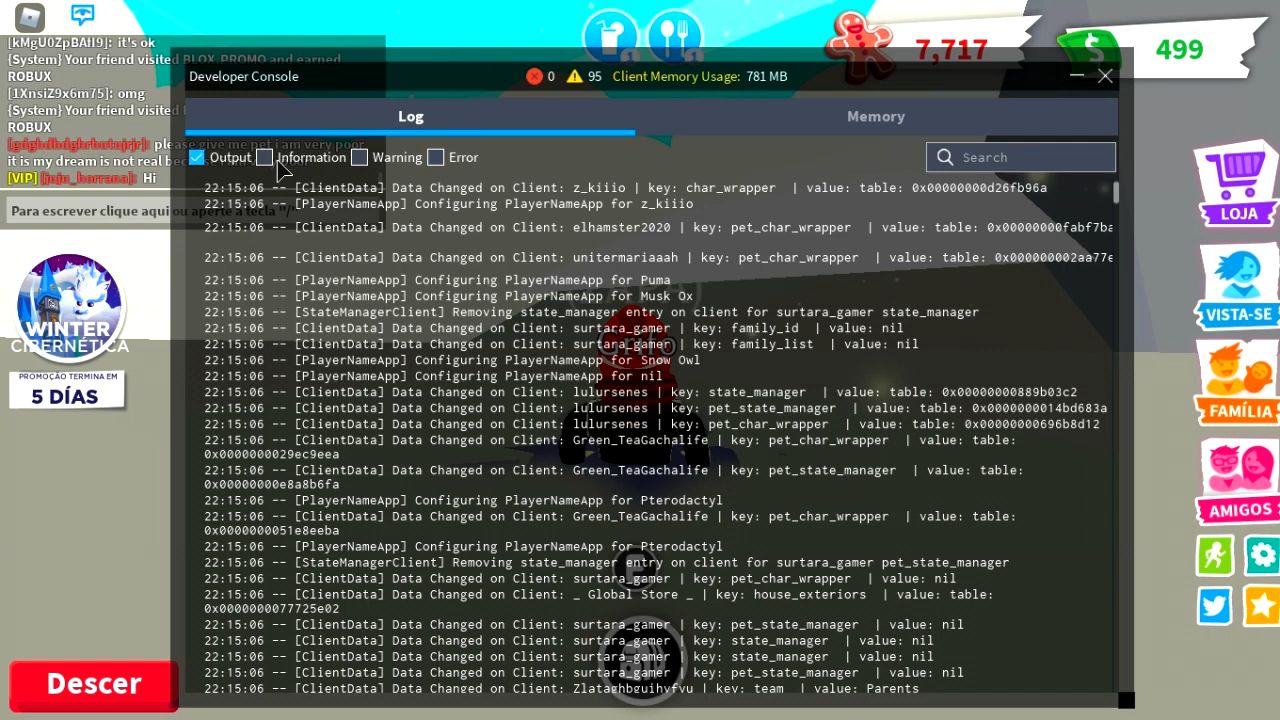 [kMgU0ZpBAfI9]: it's ok
{System} Your friend visited BLOX.PROMO and earned
ROBUX
[1XnsiZ9x6m75]: omg
{System} Your friend visited
ROBUX
please give me pet i am very poor
it is my dream is not real
[VIP] [juju_horrana]: Hi
Para escrever clique aqui ou aperte a tecla "/"
7,717
499
Developer Console
0
95
Client Memory Usage: 781 MB
Log
Memory
Output
Information
Warning
Error
Search
22:15:06 -- [ClientData] Data Changed on Client: z_kiiio | key: char_wrapper | value: table: 0x00000000d26fb96a
22:15:06 -- [PlayerNameApp] Configuring PlayerNameApp for z_kiiio
22:15:06 -- [ClientData] Data Changed on Client: elhamster2020 | key: pet_char_wrapper | value: table: 0x00000000fabf7ba
22:15:06 -- [ClientData] Data Changed on Client: unitermariaaah | key: pet_char_wrapper | value: table: 0x000000002aa77e
22:15:06 -- [PlayerNameApp] Configuring PlayerNameApp for Puma
22:15:06 -- [PlayerNameApp] Configuring PlayerNameApp for Musk Ox
22:15:06 -- [StateManagerClient] Removing state_manager entry on client for surtara_gamer state_manager
22:15:06 -- [ClientData] Data Changed on Client: surtara_gamer | key: family_id | value: nil
22:15:06 -- [ClientData] Data Changed on Client: surtara_gamer | key: family_list | value: nil
22:15:06 -- [PlayerNameApp] Configuring PlayerNameApp for Snow Owl
22:15:06 -- [PlayerNameApp] Configuring PlayerNameApp for nil
22:15:06 -- [ClientData] Data Changed on Client: lulursenes | key: state_manager | value: table: 0x00000000889b03c2
22:15:06 -- [ClientData] Data Changed on Client: lulursenes | key: pet_state_manager | value: table: 0x0000000014bd683a
22:15:06 -- [ClientData] Data Changed on Client: lulursenes | key: pet_char_wrapper | value: table: 0x00000000696b8d12
22:15:06 -- [ClientData] Data Changed on Client: Green_TeaGachalife | key: pet_char_wrapper | value: table:
0x0000000029ec9eea
22:15:06 -- [ClientData] Data Changed on Client: Green_TeaGachalife | key: pet_state_manager | value: table:
0x00000000e8a8b6fa
22:15:06 -- [PlayerNameApp] Configuring PlayerNameApp for Pterodactyl
22:15:06 -- [ClientData] Data Changed on Client: Green_TeaGachalife | key: pet_char_wrapper | value: table:
0x0000000051e8eeba
22:15:06 -- [PlayerNameApp] Configuring PlayerNameApp for Pterodactyl
22:15:06 -- [StateManagerClient] Removing state_manager entry on client for surtara_gamer pet_state_manager
22:15:06 -- [ClientData] Data Changed on Client: surtara_gamer | key: pet_char_wrapper | value: nil
22:15:06 -- [ClientData] Data Changed on Client: _ Global Store _ | key: house_exteriors | value: table:
0x0000000077725e02
22:15:06 -- [ClientData] Data Changed on Client: surtara_gamer | key: pet_state_manager | value: nil
22:15:06 -- [ClientData] Data Changed on Client: surtara_gamer | key: state_manager | value: nil
22:15:06 -- [ClientData] Data Changed on Client: surtara_gamer | key: state_manager | value: nil
22:15:06 -- [ClientData] Data Changed on Client: surtara_gamer | key: pet_state_manager | value: nil
22:15:06 -- [ClientData] Data Changed on Client: Zlataghbguihvfvu | key: team | value: Parents
Grifo
E
WINTER
CIBERNÉTICA
PROMOÇÃO TERMINA EM
5 DÍAS
Descer
LOJA
VISTA-SE
FAMÍLIA
AMIGOS